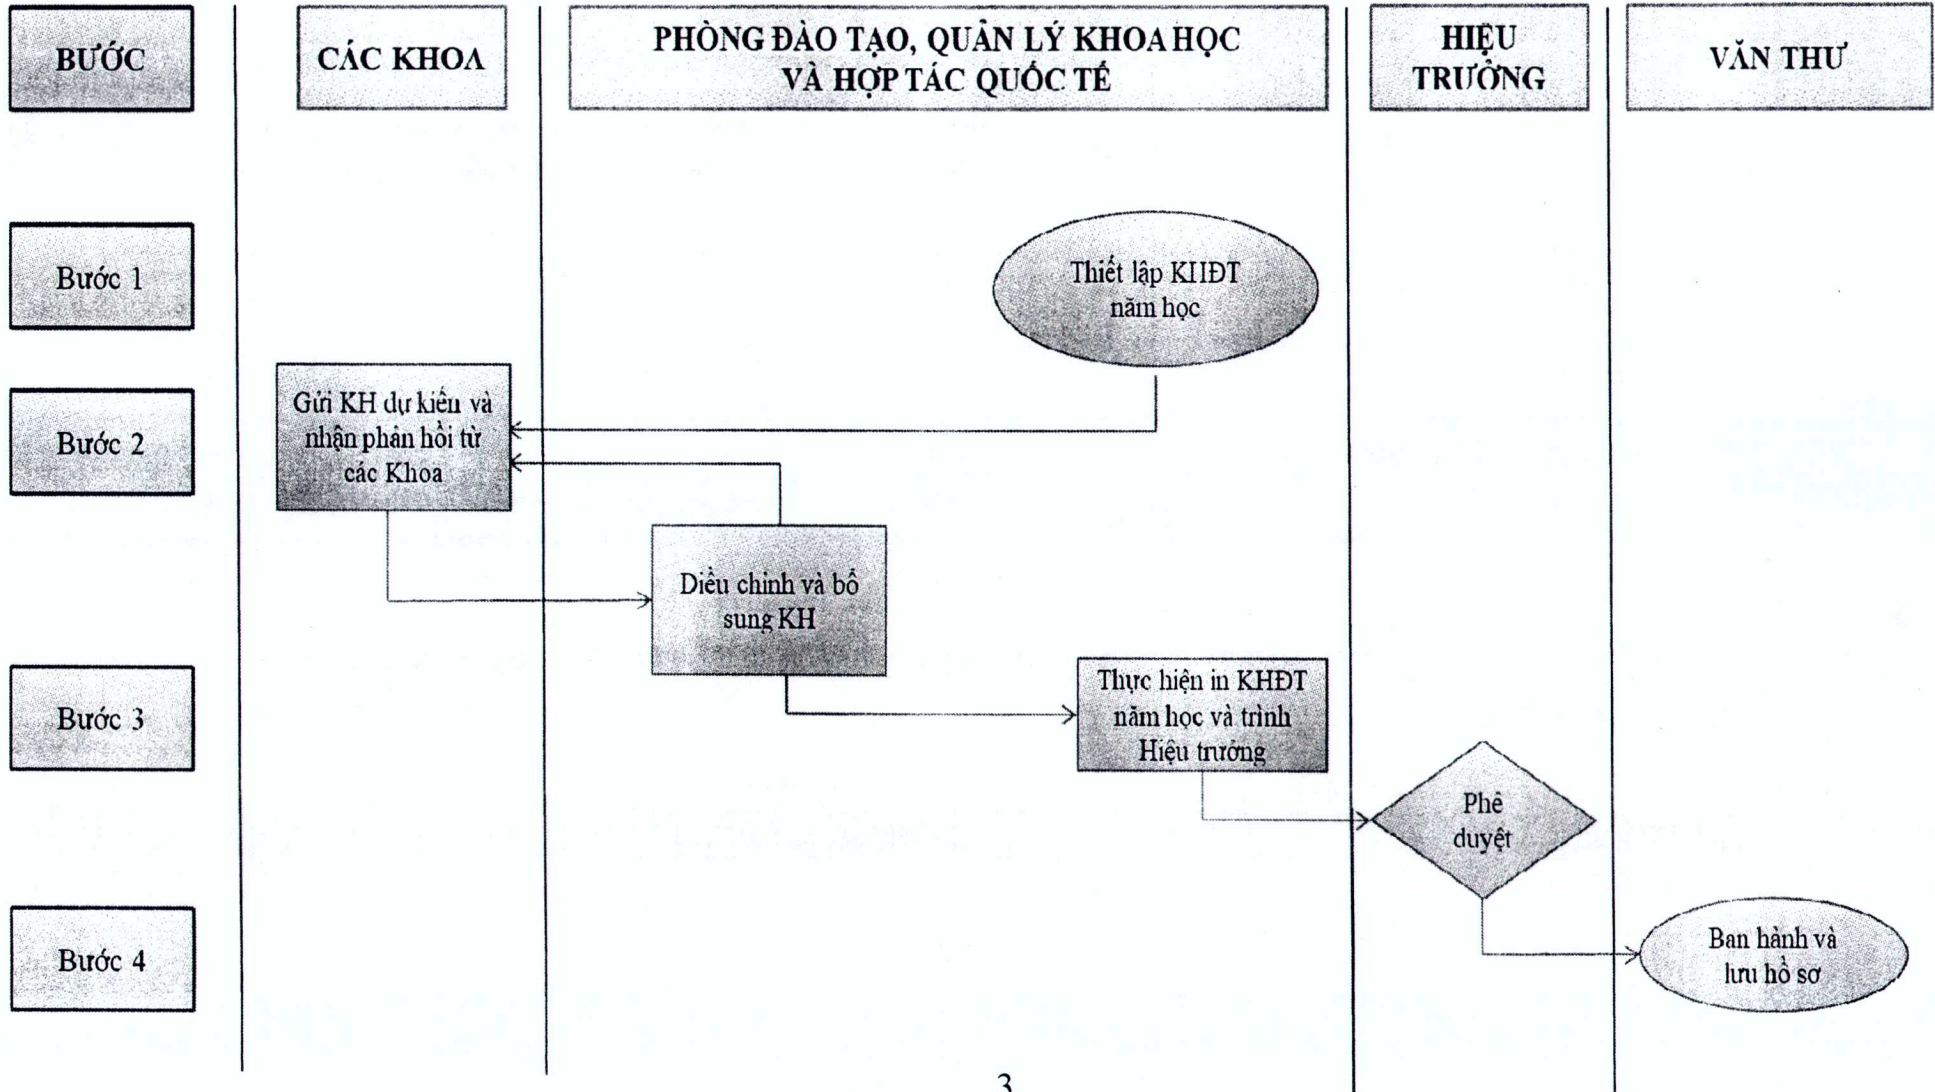 BƯỚC
CÁC KHOA
PHÒNG ĐÀO TẠO, QUẢN LÝ KHOA HỌC
VÀ HỢP TÁC QUỐC TẾ
HIỆU
TRƯỞNG
VĂN THƯ
Bước 1
Thiết lập KHĐT
năm học
Bước 2
Gửi KH dự kiến và
nhận phản hồi từ
các Khoa
Điều chỉnh và bổ
sung KH
Bước 3
Thực hiện in KHĐT
năm học và trình
Hiệu trưởng
Phê
duyệt
Bước 4
Ban hành và
lưu hồ sơ
3